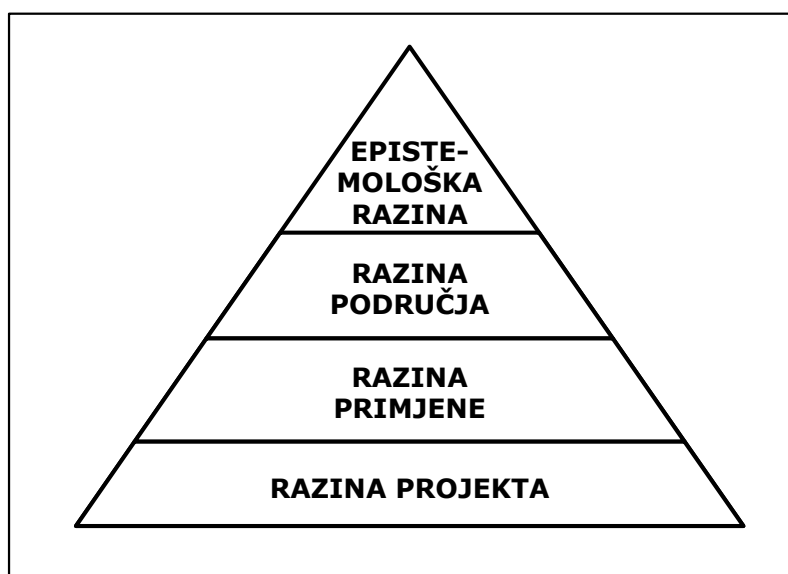 EPISTE-
MOLOŠKA
RAZINA
RAZINA
PODRUČJA
RAZINA
PRIMJENE
RAZINA PROJEKTA